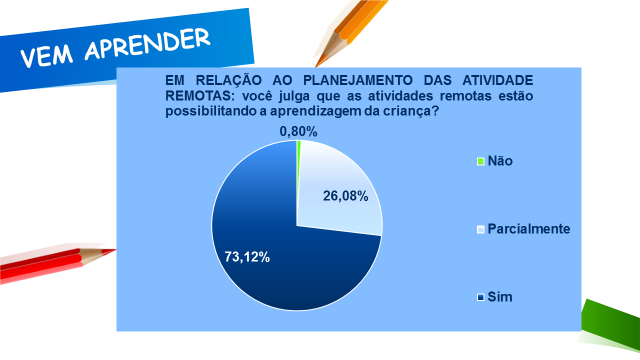 VEM APRENDER
EM RELAÇÃO AO PLANEJAMENTO DAS ATIVIDADE
REMOTAS: você julga que as atividades remotas estão
possibilitando a aprendizagem da criança?
0,80%
26,08%
73,12%
Não
Parcialmente
Sim